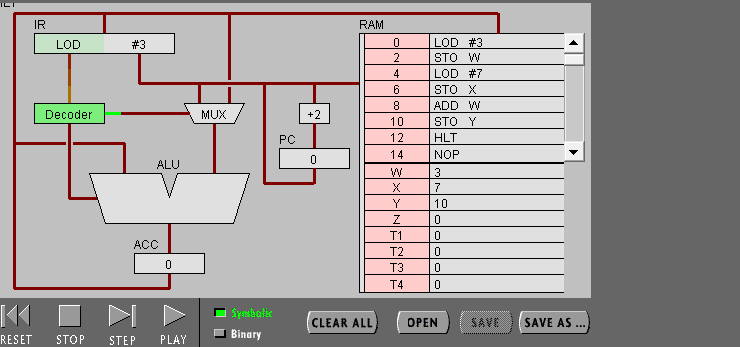 IR
RAM
LOD #3
0 LOD #3
2 STO W
4 LOD #7
6 STO X
8 ADD W
10 STO Y
12 HLT
14 NOP
Decoder
MUX
+2
PC
0
ALU
W 3
X 7
Y 10
Z 0
T1 0
T2 0
T3 0
T4 0
ACC
0
RESET
STOP
STEP
PLAY
Symbolic
Binary
CLEAR ALL
OPEN
SAVE
SAVE AS ...